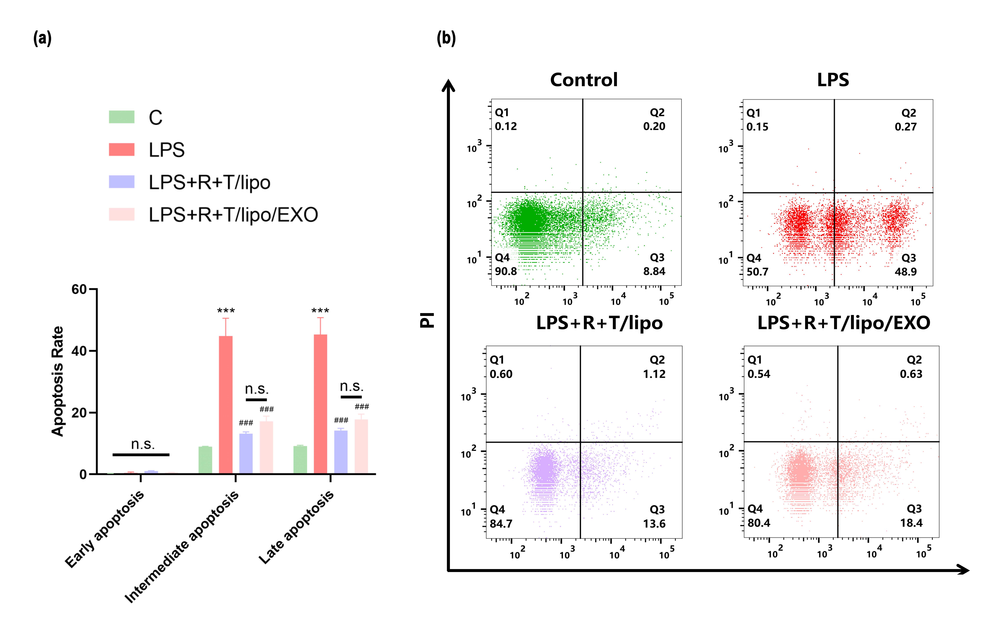 (a)
C
LPS
LPS+R+T/lipo
LPS+R+T/lipo/EXO
Apoptosis Rate
60
40
20
0
n.s.
***
###
n.s.
###
***
###
n.s.
###
Early apoptosis
Intermediate apoptosis
Late apoptosis
(b)
PI
Control
Q1
0.12
Q2
0.20
Q4
90.8
Q3
8.84
10³
10²
10¹
10² 10³ 10⁴ 10⁵
LPS
Q1
0.15
Q2
0.27
Q4
50.7
Q3
48.9
10³
10²
10¹
10² 10³ 10⁴ 10⁵
LPS+R+T/lipo
Q1
0.60
Q2
1.12
Q4
84.7
Q3
13.6
10³
10²
10¹
10² 10³ 10⁴ 10⁵
LPS+R+T/lipo/EXO
Q1
0.54
Q2
0.63
Q4
80.4
Q3
18.4
10³
10²
10¹
10² 10³ 10⁴ 10⁵